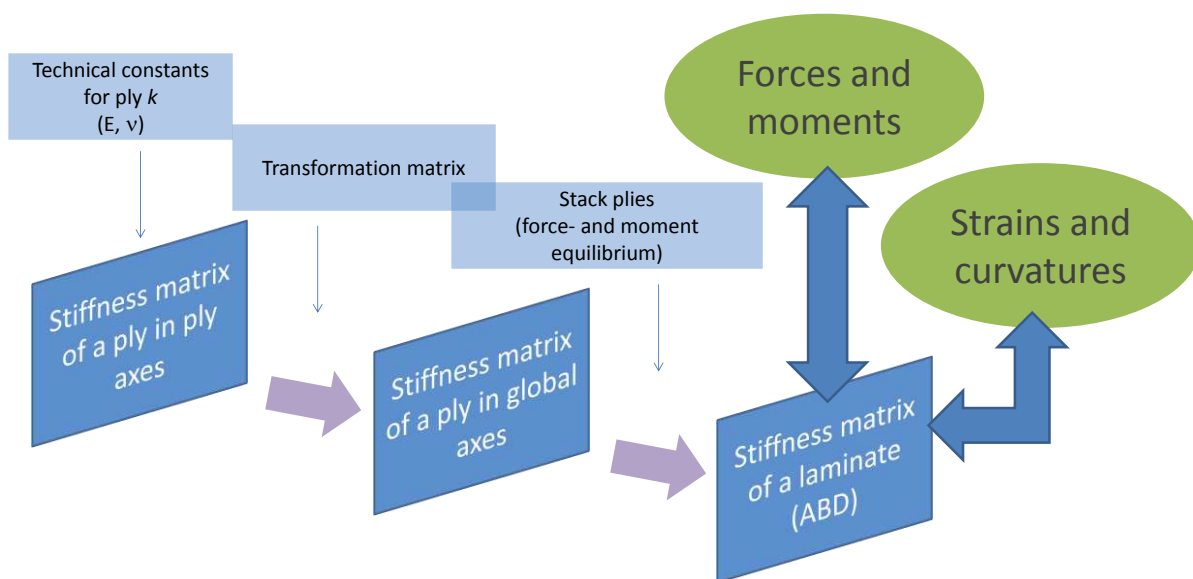 Technical constants
for ply k
(E, ν)
Transformation matrix
Stack plies
(force- and moment
equilibrium)
Forces and
moments
Strains and
curvatures
Stiffness matrix
of a ply in ply
axes
Stiffness matrix
of a ply in global
axes
Stiffness matrix
of a laminate
(ABD)